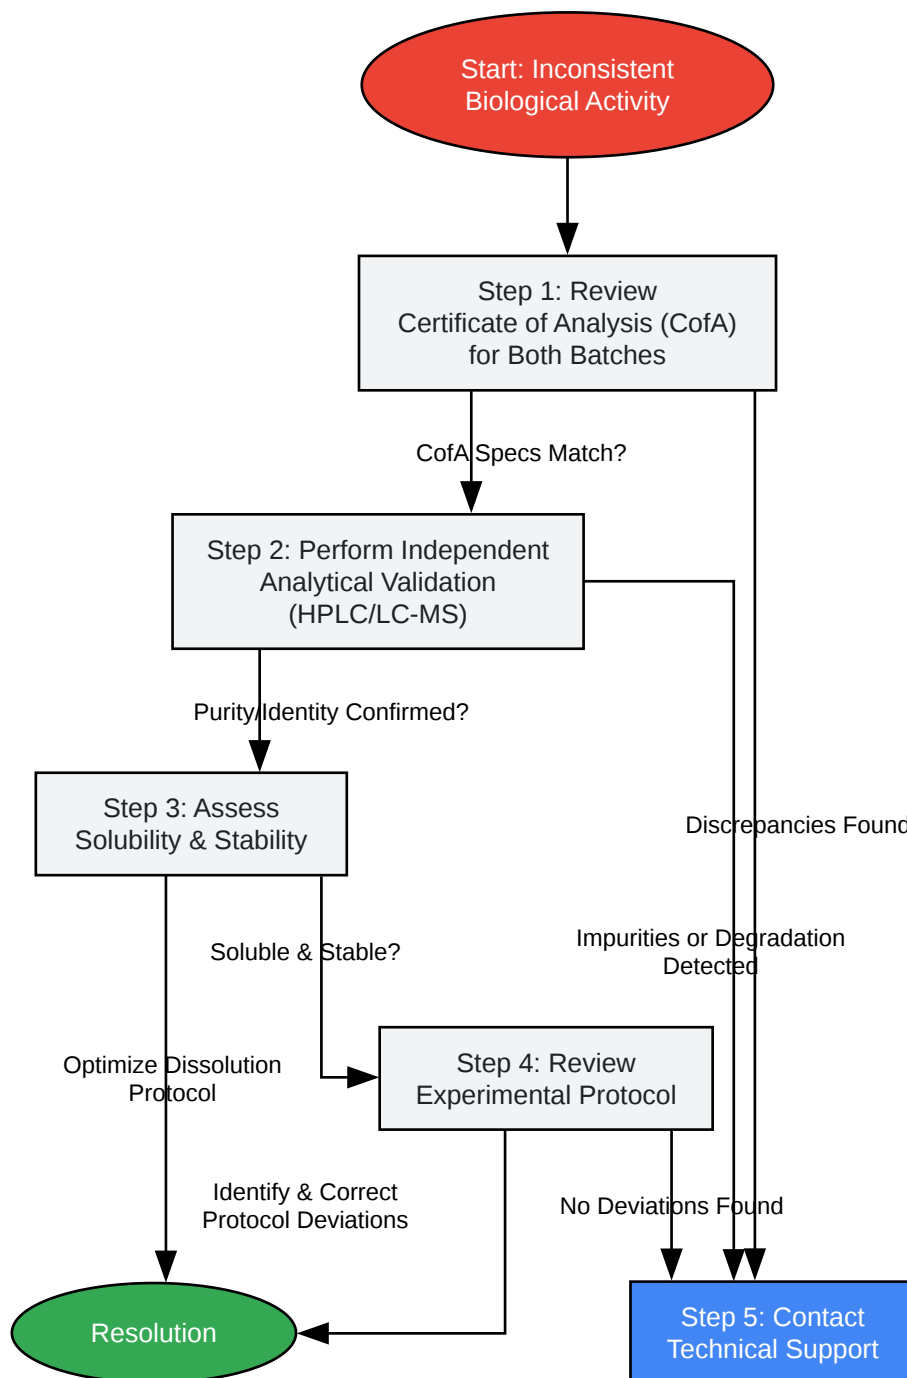 Start: Inconsistent
Biological Activity
Step 1: Review
Certificate of Analysis (CofA)
for Both Batches
CofA Specs Match?
Step 2: Perform Independent
Analytical Validation
(HPLC/LC-MS)
Purity/Identity Confirmed?
Step 3: Assess
Solubility & Stability
Discrepancies Found
Soluble & Stable?
Impurities or Degradation
Detected
Optimize Dissolution
Protocol
Step 4: Review
Experimental Protocol
Identify & Correct
Protocol Deviations
No Deviations Found
Resolution
Step 5: Contact
Technical Support